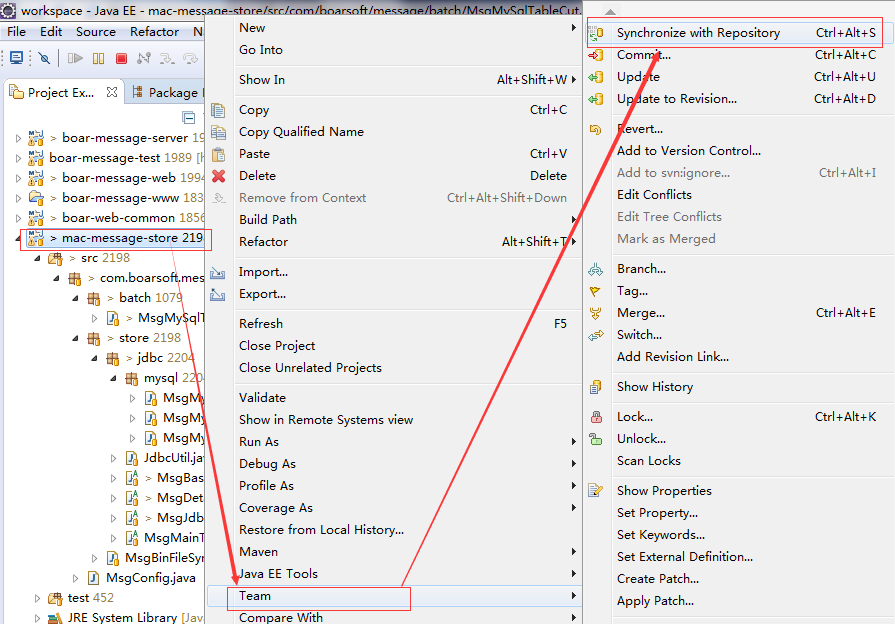 workspace - Java EE - mac-message-store/src/com/boarsoft/message/batch/MsgMySqlTableCut.
File Edit Source Refactor N
Project Ex...
Package
> boar-message-server 19
boar-message-test 1989 [h
> boar-message-web 1994
> boar-message-www 183
> boar-web-common 1856
> mac-message-store 219
> src 2198
> com.boarsoft.mes
> batch 1079
> MsgMySqlT
> store 2198
> jdbc 2204
mysql 220
MsgMy
MsgMy
MsgMy
JdbcUtil.ja
> MsgBas
> MsgDet
> MsgJdb
MsgMainT
MsgBinFileSyr
MsgConfig.java
test 452
JRE System Library [Jav
New
Go Into
Show In Alt+Shift+W
Copy Ctrl+C
Copy Qualified Name
Paste Ctrl+V
Delete Delete
Remove from Context Ctrl+Alt+Shift+Down
Build Path
Refactor Alt+Shift+T
Import...
Export...
Refresh F5
Close Project
Close Unrelated Projects
Validate
Show in Remote Systems view
Run As
Debug As
Profile As
Coverage As
Restore from Local History...
Maven
Java EE Tools
Team
Compare With
Synchronize with Repository Ctrl+Alt+S
Commit... Ctrl+Alt+C
Update Ctrl+Alt+U
Update to Revision... Ctrl+Alt+D
Revert...
Add to Version Control...
Add to svnignore... Ctrl+Alt+I
Edit Conflicts
Edit Tree Conflicts
Mark as Merged
Branch...
Tag...
Merge... Ctrl+Alt+E
Switch...
Add Revision Link...
Show History
Lock... Ctrl+Alt+K
Unlock...
Scan Locks
Show Properties
Set Property...
Set Keywords...
Set External Definition...
Create Patch...
Apply Patch...